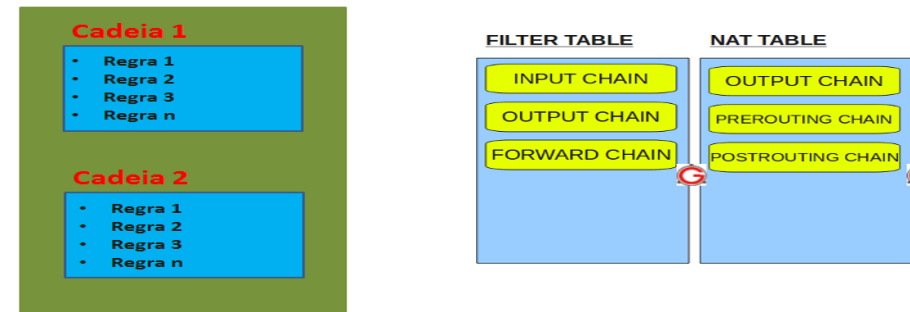 Cadeia 1
• Regra 1
• Regra 2
• Regra 3
• Regra n
Cadeia 2
• Regra 1
• Regra 2
• Regra 3
• Regra n
FILTER TABLE
INPUT CHAIN
OUTPUT CHAIN
FORWARD CHAIN
G
NAT TABLE
OUTPUT CHAIN
PREROUTING CHAIN
POSTROUTING CHAIN